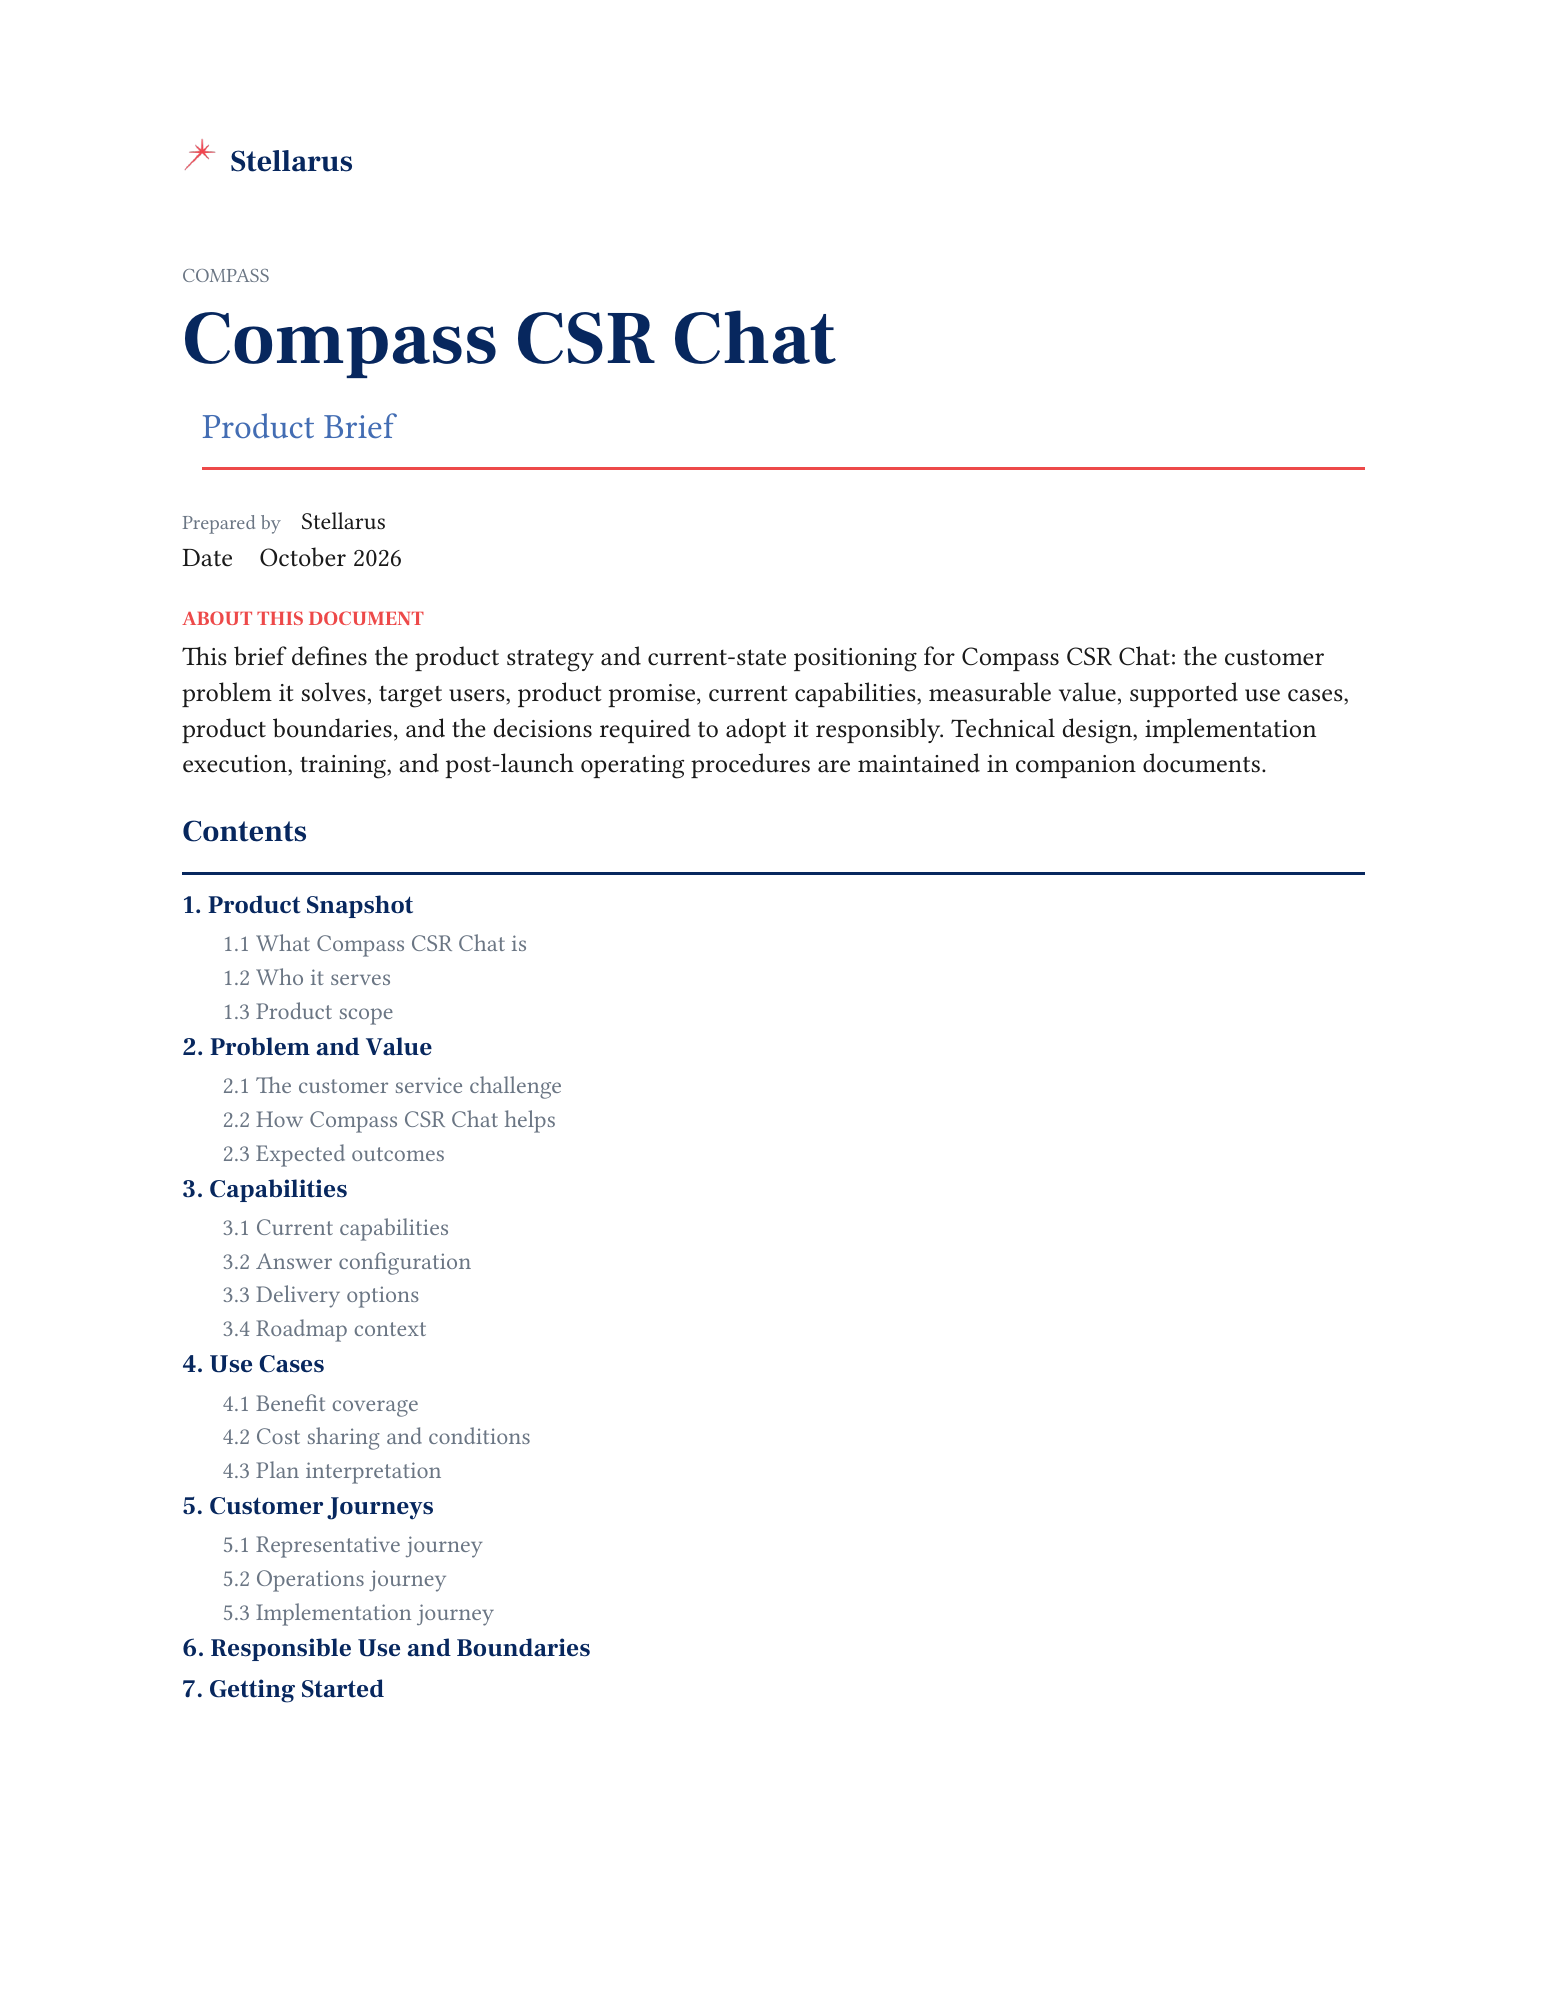 Stellarus
COMPASS
Compass CSR Chat
Product Brief
Prepared by Stellarus
Date October 2026
ABOUT THIS DOCUMENT
This brief defines the product strategy and current-state positioning for Compass CSR Chat: the customer
problem it solves, target users, product promise, current capabilities, measurable value, supported use cases,
product boundaries, and the decisions required to adopt it responsibly. Technical design, implementation
execution, training, and post-launch operating procedures are maintained in companion documents.
Contents
1. Product Snapshot
1.1 What Compass CSR Chat is
1.2 Who it serves
1.3 Product scope
2. Problem and Value
2.1 The customer service challenge
2.2 How Compass CSR Chat helps
2.3 Expected outcomes
3. Capabilities
3.1 Current capabilities
3.2 Answer configuration
3.3 Delivery options
3.4 Roadmap context
4. Use Cases
4.1 Benefit coverage
4.2 Cost sharing and conditions
4.3 Plan interpretation
5. Customer Journeys
5.1 Representative journey
5.2 Operations journey
5.3 Implementation journey
6. Responsible Use and Boundaries
7. Getting Started